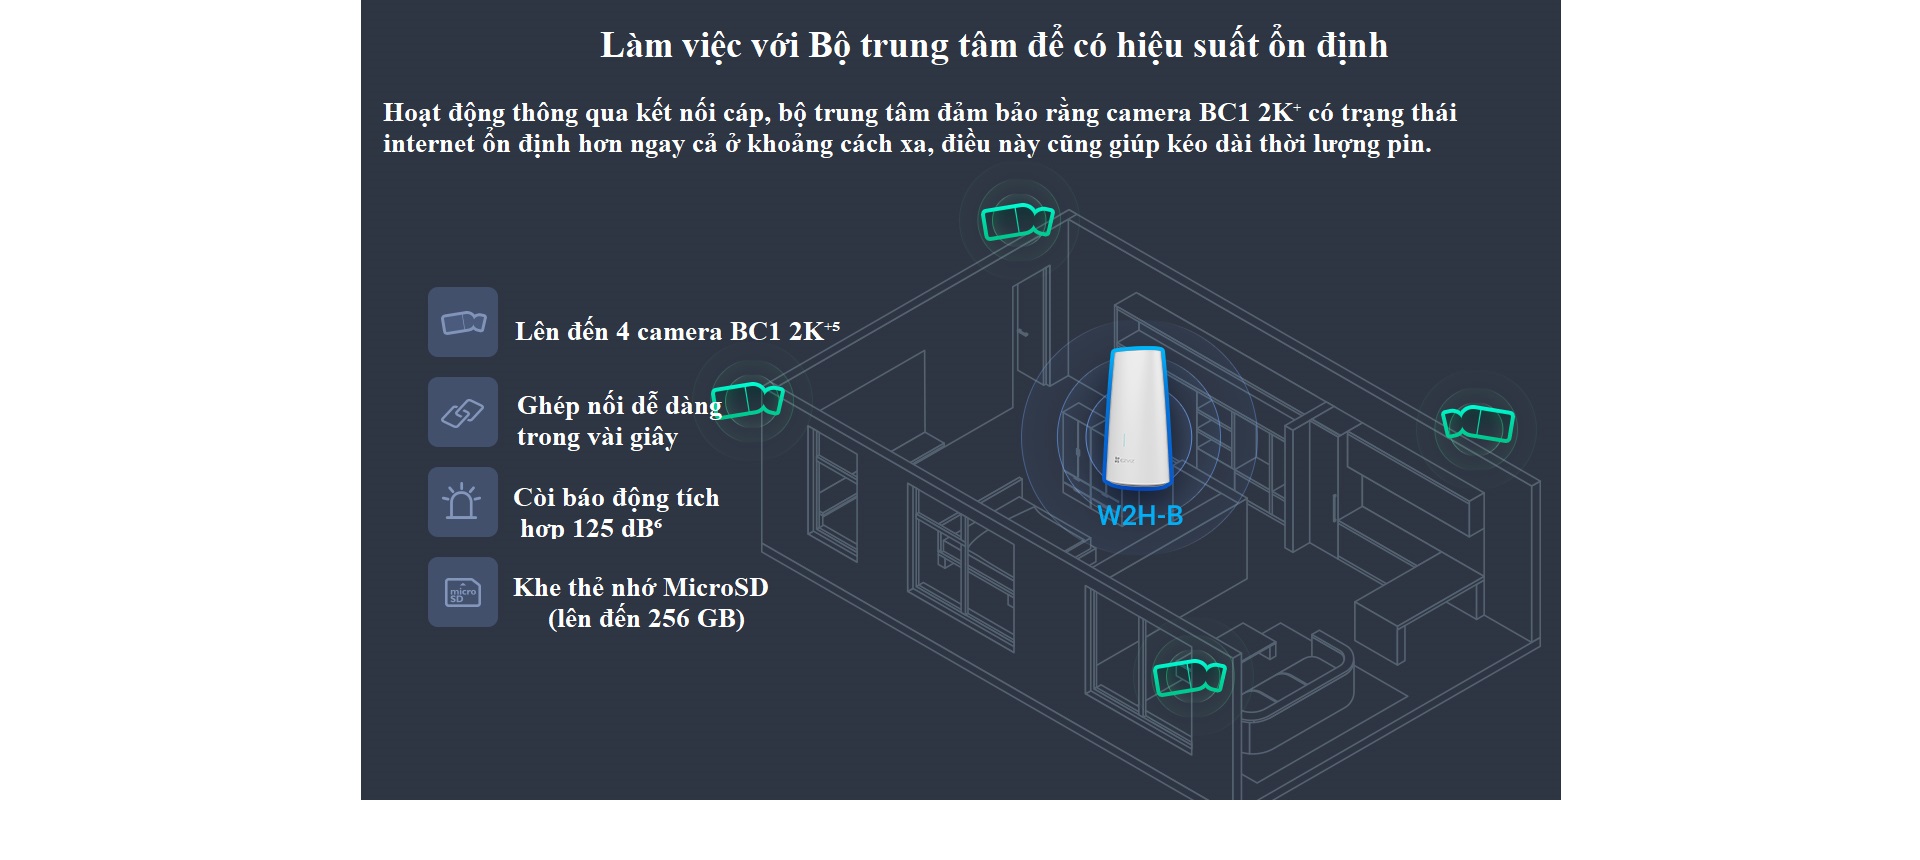 Làm việc với Bộ trung tâm để có hiệu suất ổn định
Hoạt động thông qua kết nối cáp, bộ trung tâm đảm bảo rằng camera BC1 2K⁺ có trạng thái
internet ổn định hơn ngay cả ở khoảng cách xa, điều này cũng giúp kéo dài thời lượng pin.
Lên đến 4 camera BC1 2K⁺⁵
Ghép nối dễ dàng
trong vài giây
Còi báo động tích
hợp 125 dB⁶
micro
SD
Khe thẻ nhớ MicroSD
(lên đến 256 GB)
EZVIZ
W2H-B